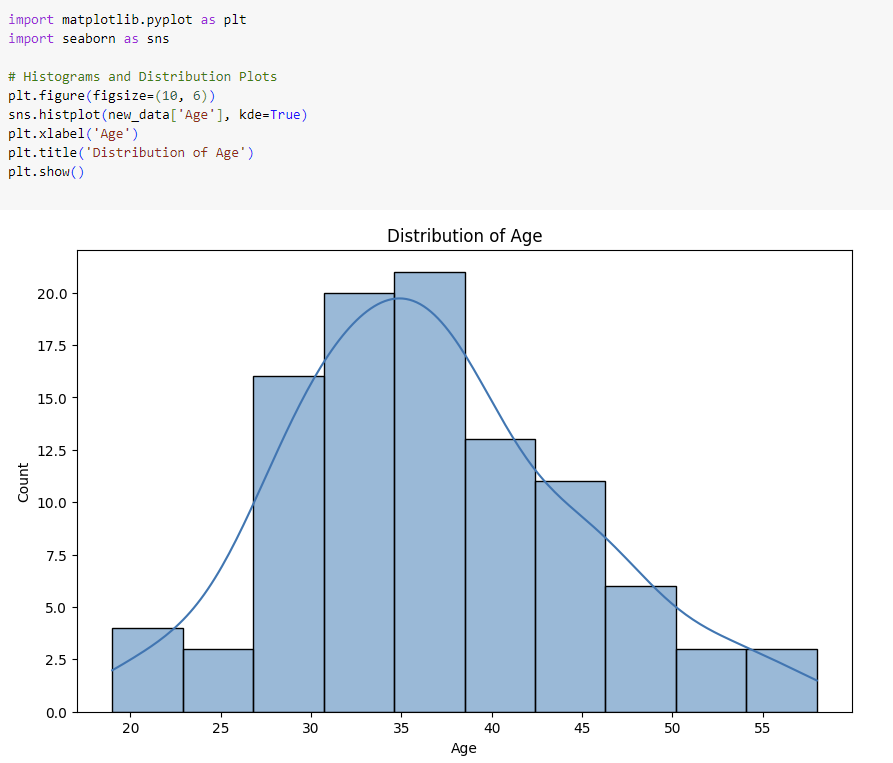 import matplotlib.pyplot as plt
import seaborn as sns
# Histograms and Distribution Plots
plt.figure(figsize=(10, 6))
sns.histplot(new_data['Age'], kde=True)
plt.xlabel('Age')
plt.title('Distribution of Age')
plt.show()
Distribution of Age
20.0
17.5
15.0
12.5
10.0
7.5
5.0
2.5
0.0
Count
20 25 30 35 40 45 50 55
Age